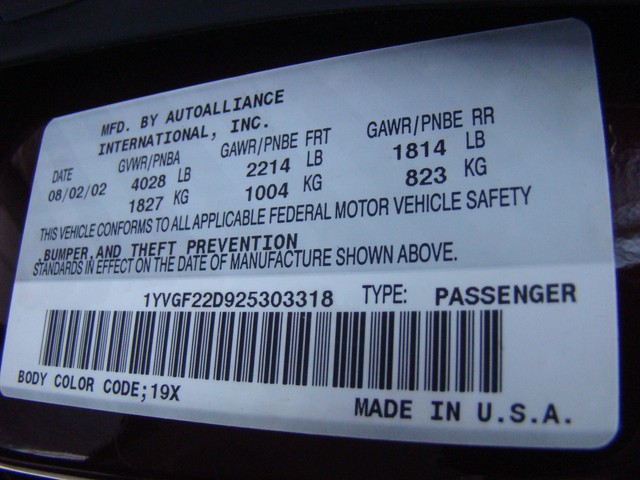 MFD. BY AUTOALLIANCE
INTERNATIONAL, INC.
DATE GVWR/PNBA GAWR/PNBE FRT GAWR/PNBE RR
08/02/02 4028 LB 2214 LB 1814 LB
1827 KG 1004 KG 823 KG
THIS VEHICLE CONFORMS TO ALL APPLICABLE FEDERAL MOTOR VEHICLE SAFETY
,BUMPER,AND THEFT PREVENTION
STANDARDS IN EFFECT ON THE DATE OF MANUFACTURE SHOWN ABOVE.
1YVGF22D925303318 TYPE: PASSENGER
BODY COLOR CODE;19X
MADE IN U.S.A.